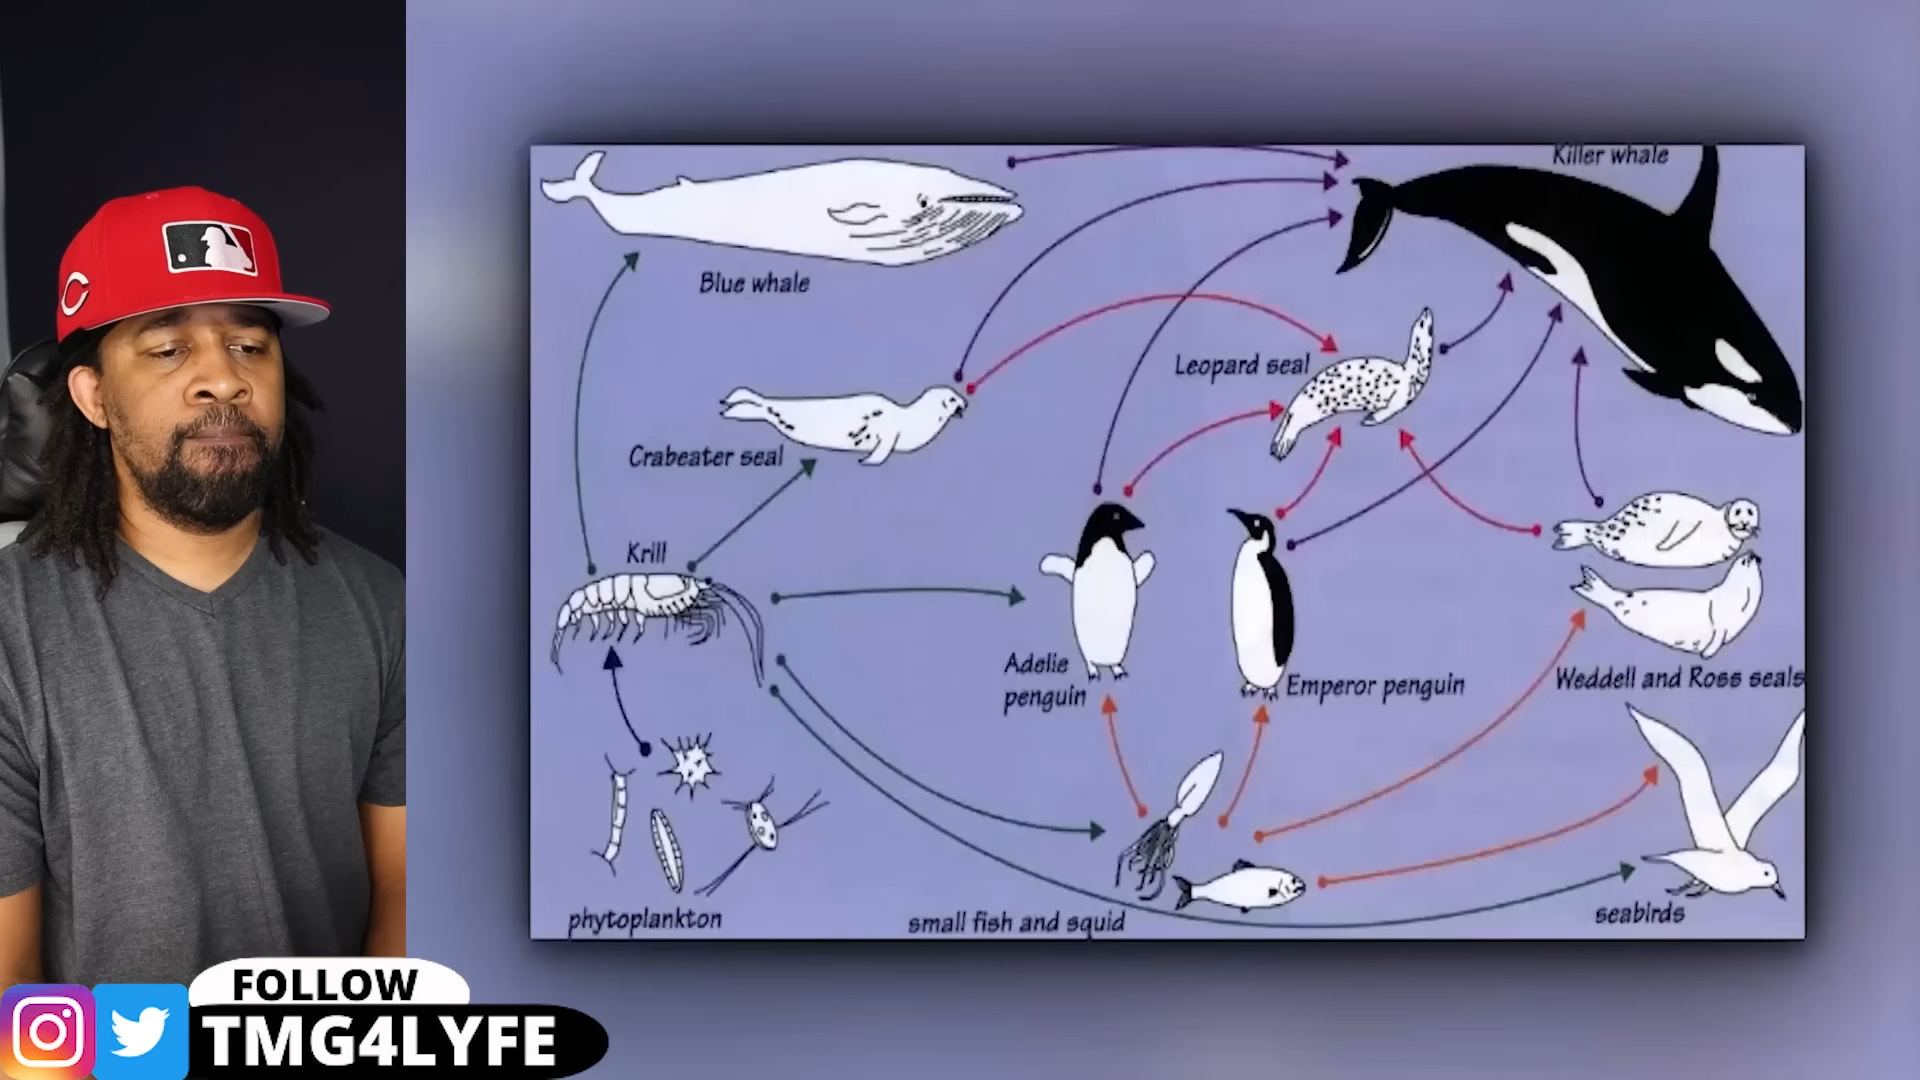 Killer whale
Blue whale
Leopard seal
Crabeater seal
Krill
Adelie
penguin
Emperor penguin
Weddell and Ross seals
phytoplankton
small fish and squid
seabirds
FOLLOW
TMG4LYFE